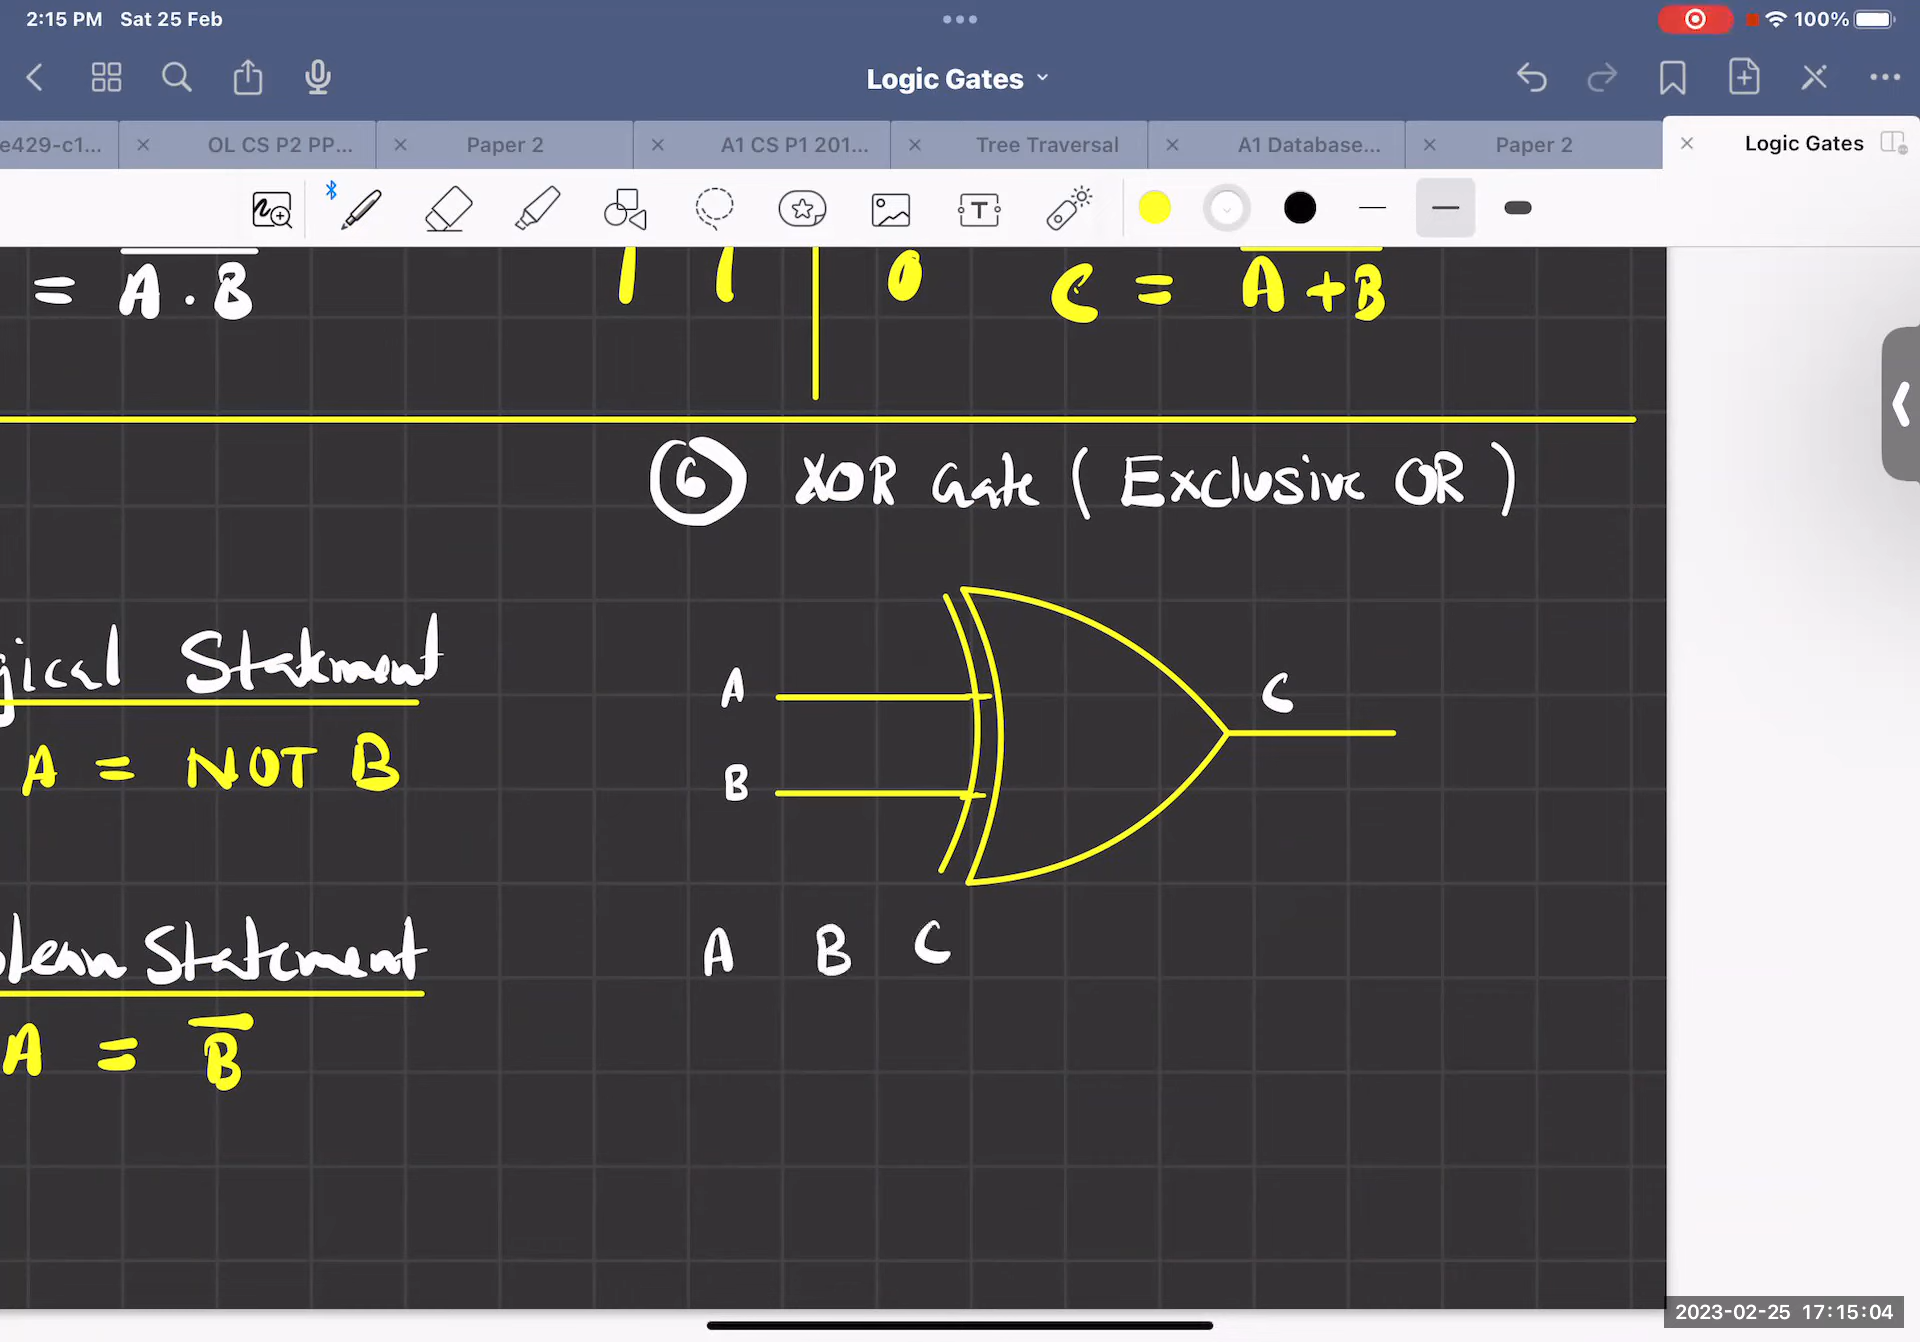 2:15 PM Sat 25 Feb
100%
Logic Gates
e429-c1...
OL CS P2 PP...
Paper 2
A1 CS P1 201...
Tree Traversal
A1 Database...
Paper 2
Logic Gates
= A . B
1 1 0
C = A + B
6 XOR Gate ( Exclusive OR )
gical Statement
A = NOT B
A
B
C
lean Statement
A B C
A = B̅
2023-02-25 17:15:04